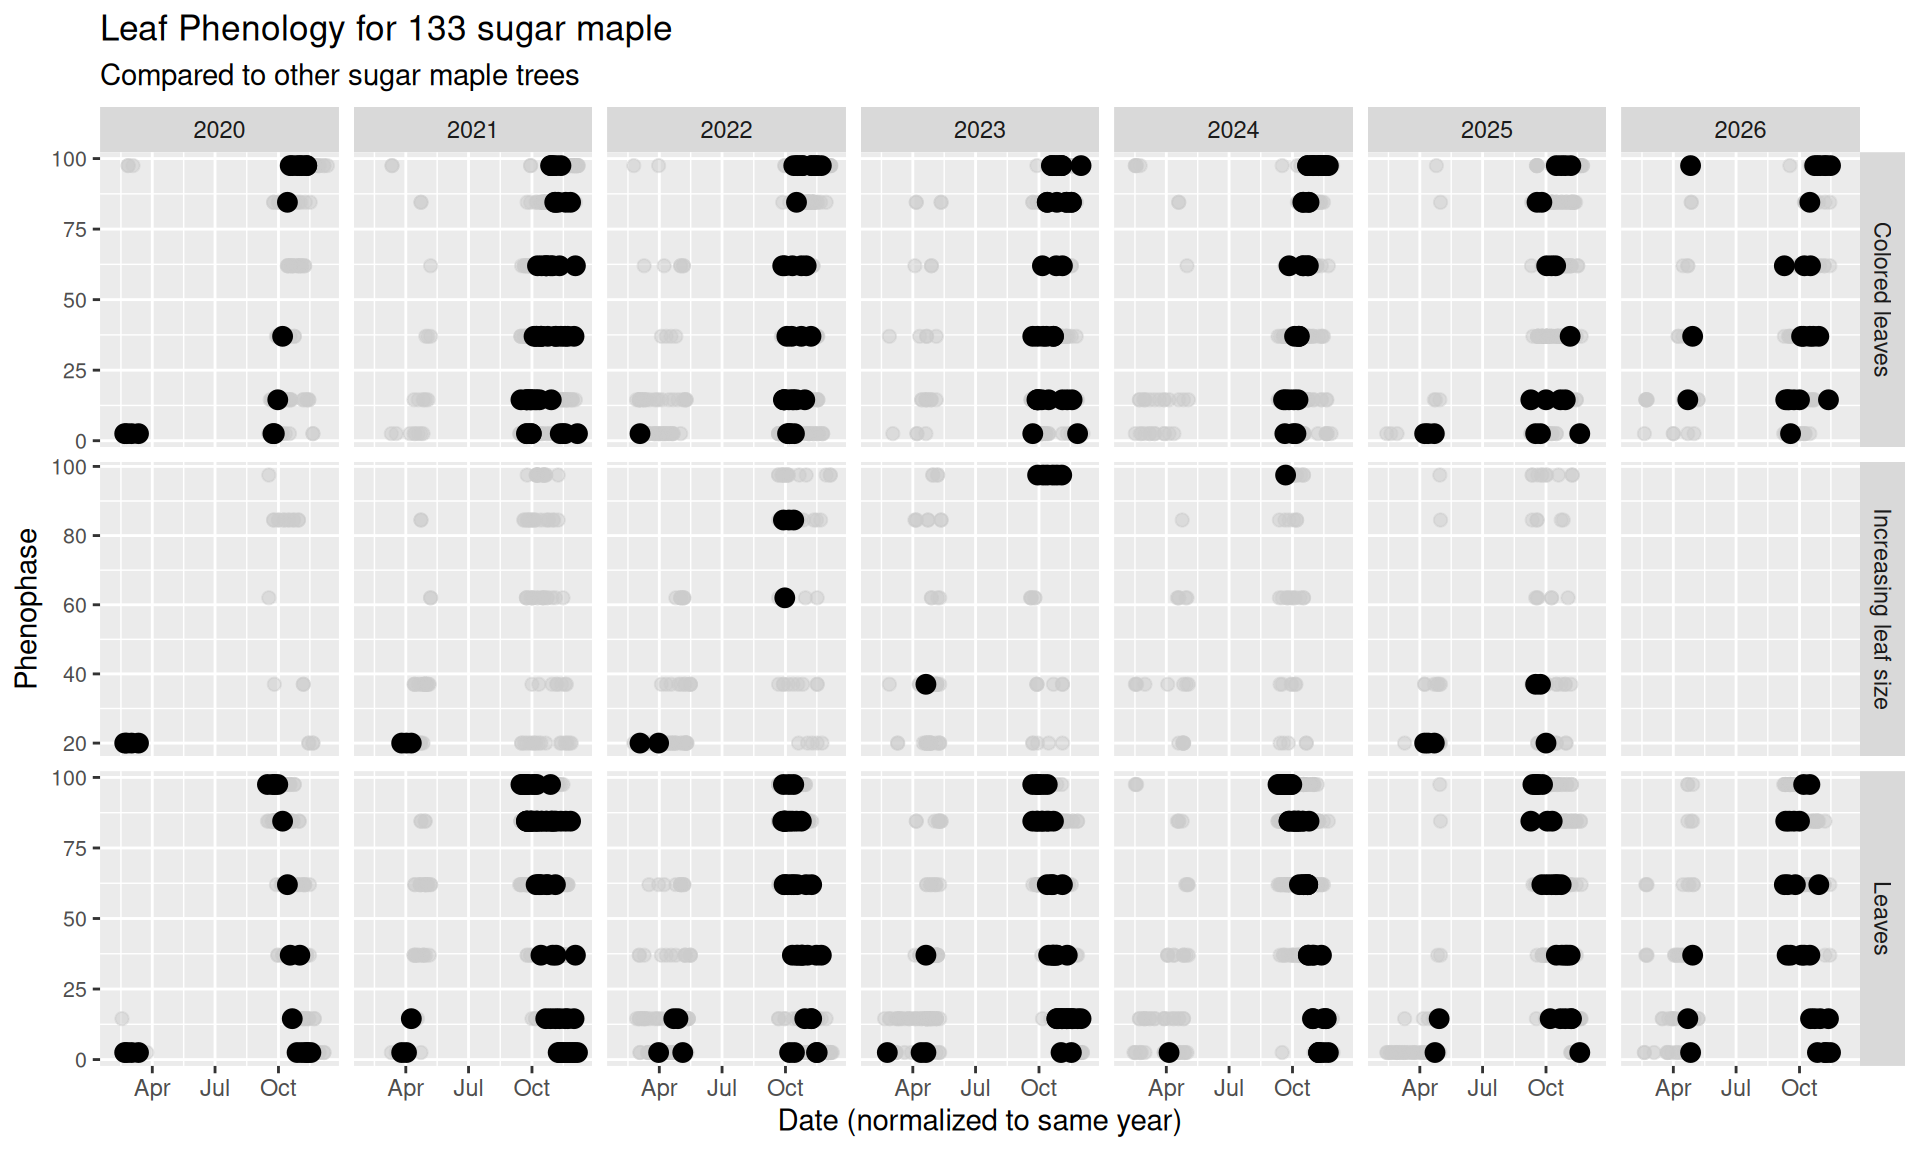 Leaf Phenology for 133 sugar maple
Compared to other sugar maple trees
2020 2021 2022 2023 2024 2025 2026
100
75
50
25
0
Colored leaves
100
80
60
40
20
Increasing leaf size
100
75
50
25
0
Leaves
Phenophase
Apr Jul Oct Apr Jul Oct Apr Jul Oct Apr Jul Oct Apr Jul Oct Apr Jul Oct Apr Jul Oct
Date (normalized to same year)